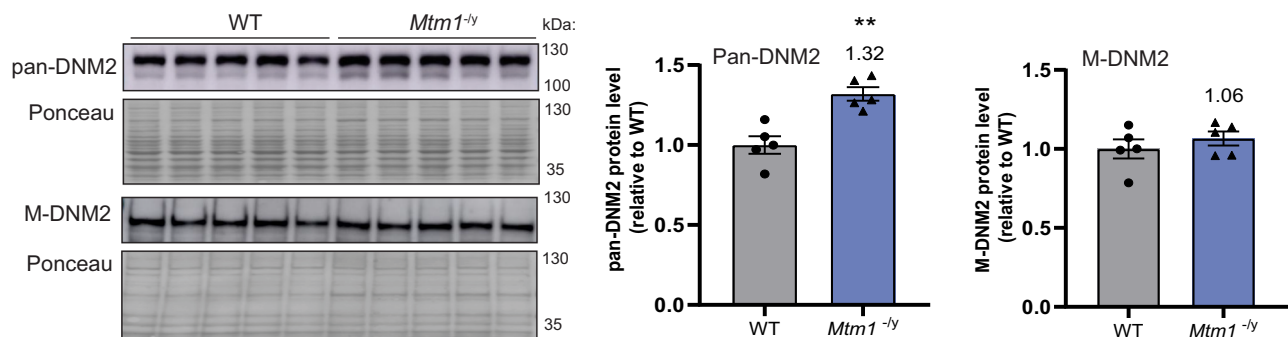 WT Mtm1-/y kDa:
pan-DNM2 130
100
Ponceau 130
35
M-DNM2 130
Ponceau 130
35
Pan-DNM2
**
1.32
pan-DNM2 protein level
(relative to WT)
1.5
1.0
0.5
0.0
WT Mtm1 -/y
M-DNM2
1.06
M-DNM2 protein level
(relative to WT)
1.5
1.0
0.5
0.0
WT Mtm1 -/y